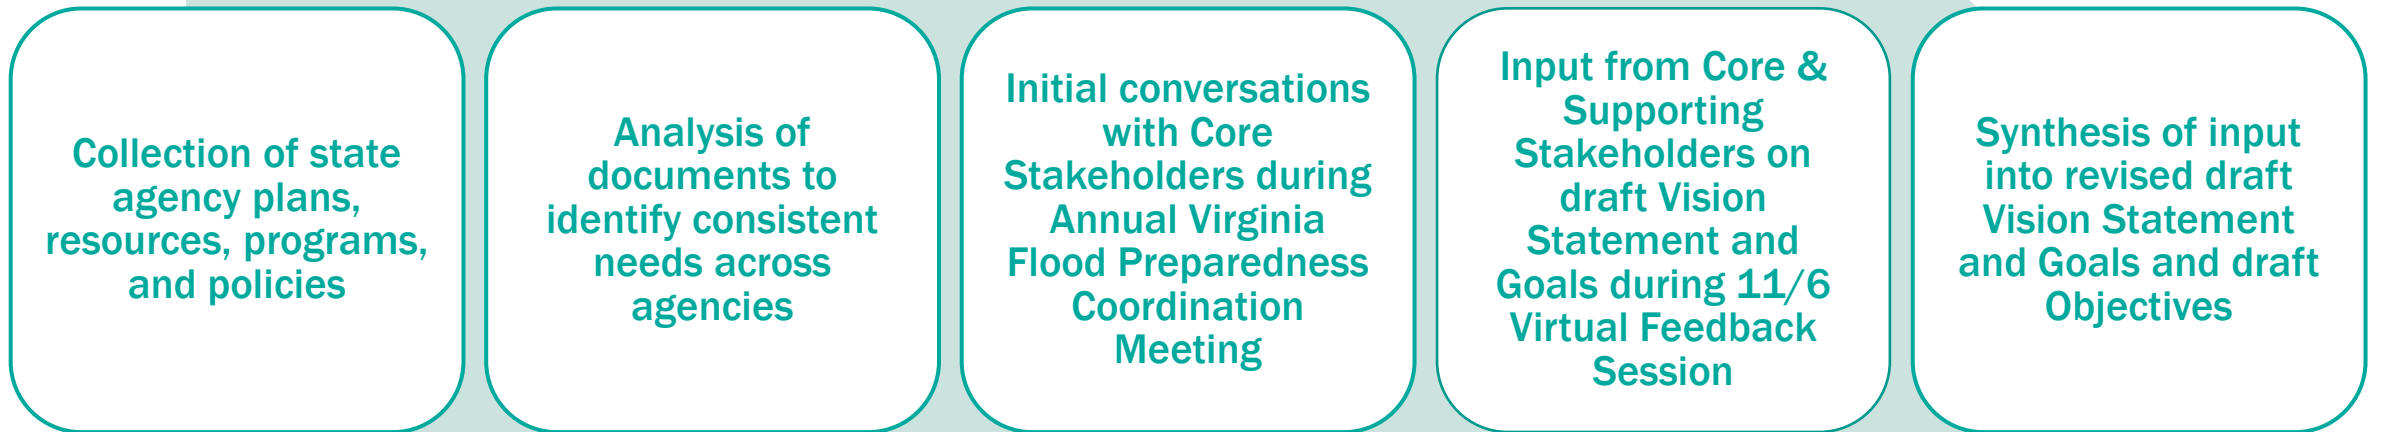 Collection of state
agency plans,
resources, programs,
and policies
Analysis of
documents to
identify consistent
needs across
agencies
Initial conversations
with Core
Stakeholders during
Annual Virginia
Flood Preparedness
Coordination
Meeting
Input from Core &
Supporting
Stakeholders on
draft Vision
Statement and
Goals during 11/6
Virtual Feedback
Session
Synthesis of input
into revised draft
Vision Statement
and Goals and draft
Objectives